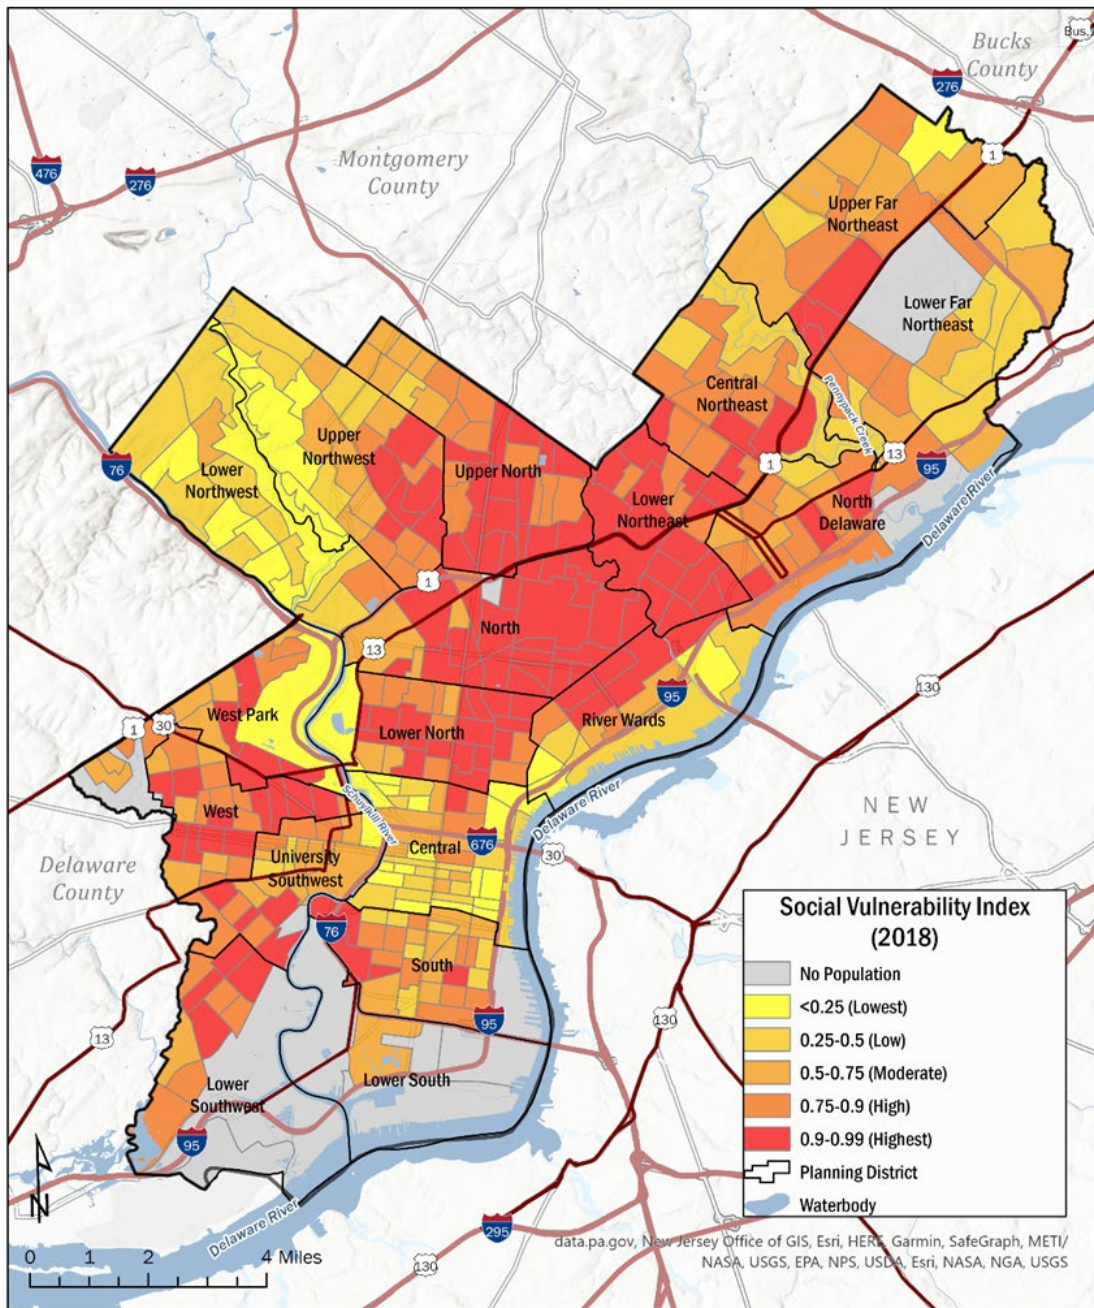 Bus.
Bucks
County
276
1
476
276
Montgomery
County
Upper Far
Northeast
Lower Far
Northeast
Central
Northeast
Pennypack Creek
13
95
1
76
Upper
Northwest
Lower
Northwest
Upper North
Lower
Northeast
North
Delaware
Delaware River
1
North
13
95
130
River Wards
West Park
1
30
Lower North
West
Schuylkill River
Central
676
Delaware River
30
NEW
JERSEY
Delaware
County
University
Southwest
76
South
95
130
13
Lower South
Lower
Southwest
95
N
Delaware River
295
130
0 1 2 4 Miles
Social Vulnerability Index
(2018)
No Population
<0.25 (Lowest)
0.25-0.5 (Low)
0.5-0.75 (Moderate)
0.75-0.9 (High)
0.9-0.99 (Highest)
Planning District
Waterbody
data.pa.gov, New Jersey Office of GIS, Esri, HERE, Garmin, SafeGraph, METI/
NASA, USGS, EPA, NPS, USDA, Esri, NASA, NGA, USGS